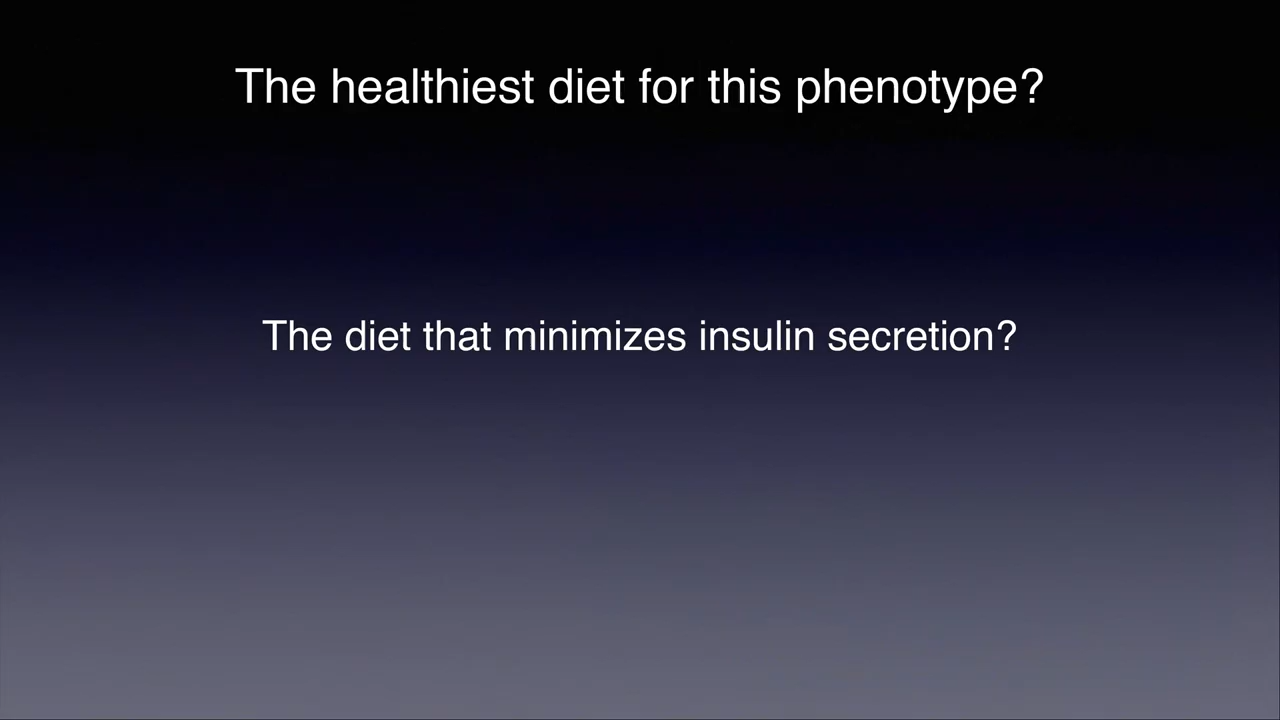 The healthiest diet for this phenotype?
The diet that minimizes insulin secretion?